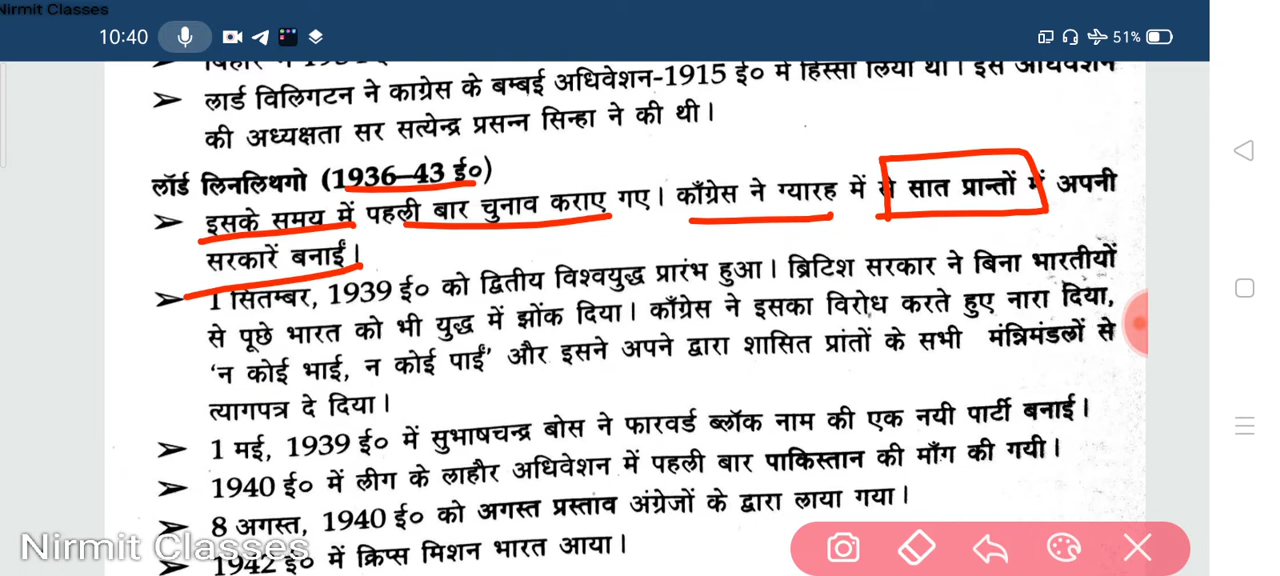 Nirmit Classes
10:40
51%
लार्ड विलिगटन ने काग्रेस के बम्बई अधिवेशन-1915 ई० में हिस्सा लिया था। इस अधिवेशन
की अध्यक्षता सर सत्येन्द्र प्रसन्न सिन्हा ने की थी।
लॉर्ड लिनलिथगो (1936–43 ई०)
➢ इसके समय में पहली बार चुनाव कराए गए। काँग्रेस ने ग्यारह में से सात प्रान्तों में अपनी
सरकारें बनाईं।
➢ 1 सितम्बर, 1939 ई० को द्वितीय विश्वयुद्ध प्रारंभ हुआ। ब्रिटिश सरकार ने बिना भारतीयों
से पूछे भारत को भी युद्ध में झोंक दिया। काँग्रेस ने इसका विरोध करते हुए नारा दिया,
‘न कोई भाई, न कोई पाई’ और इसने अपने द्वारा शासित प्रांतों के सभी मंन्त्रिमंडलों से
त्यागपत्र दे दिया।
➢ 1 मई, 1939 ई० में सुभाषचन्द्र बोस ने फारवर्ड ब्लॉक नाम की एक नयी पार्टी बनाई।
➢ 1940 ई० में लीग के लाहौर अधिवेशन में पहली बार पाकिस्तान की माँग की गयी।
➢ 8 अगस्त, 1940 ई० को अगस्त प्रस्ताव अंग्रेजों के द्वारा लाया गया।
➢ 1942 ई० में क्रिप्स मिशन भारत आया।
Nirmit Classes